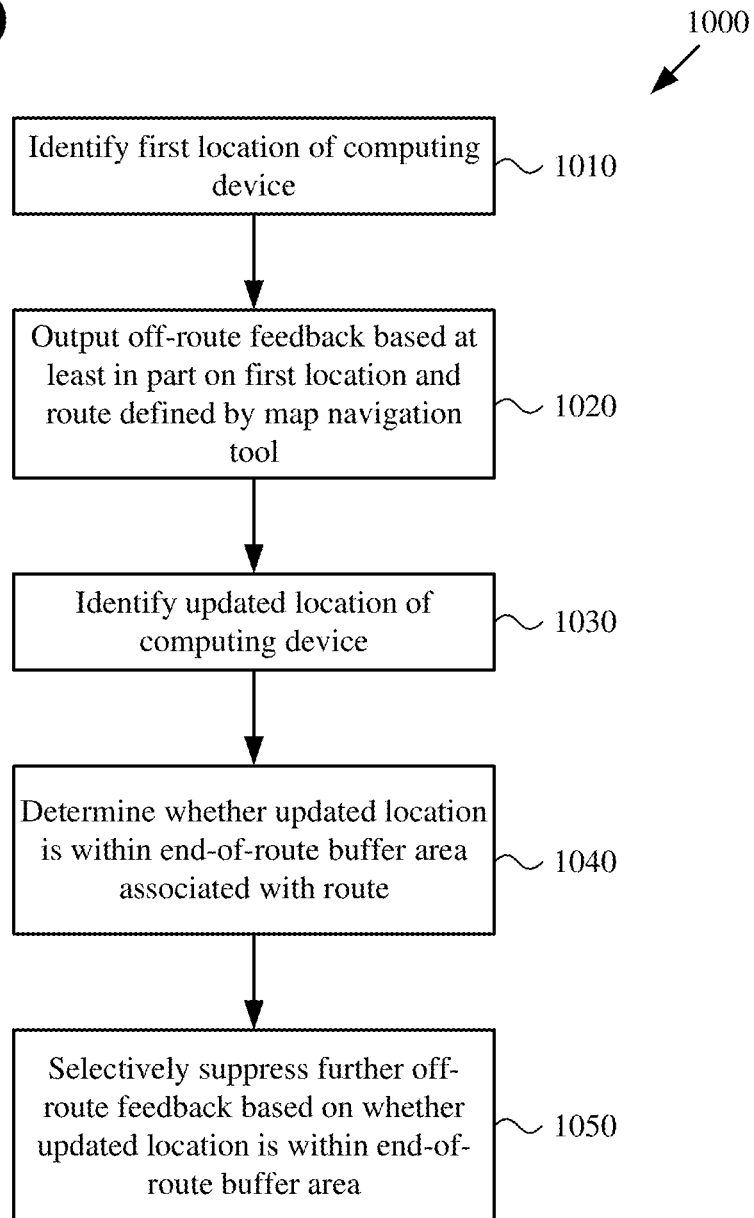 1000
Identify first location of computing
device
1010
Output off-route feedback based at
least in part on first location and
route defined by map navigation
tool
1020
Identify updated location of
computing device
1030
Determine whether updated location
is within end-of-route buffer area
associated with route
1040
Selectively suppress further off-
route feedback based on whether
updated location is within end-of-
route buffer area
1050